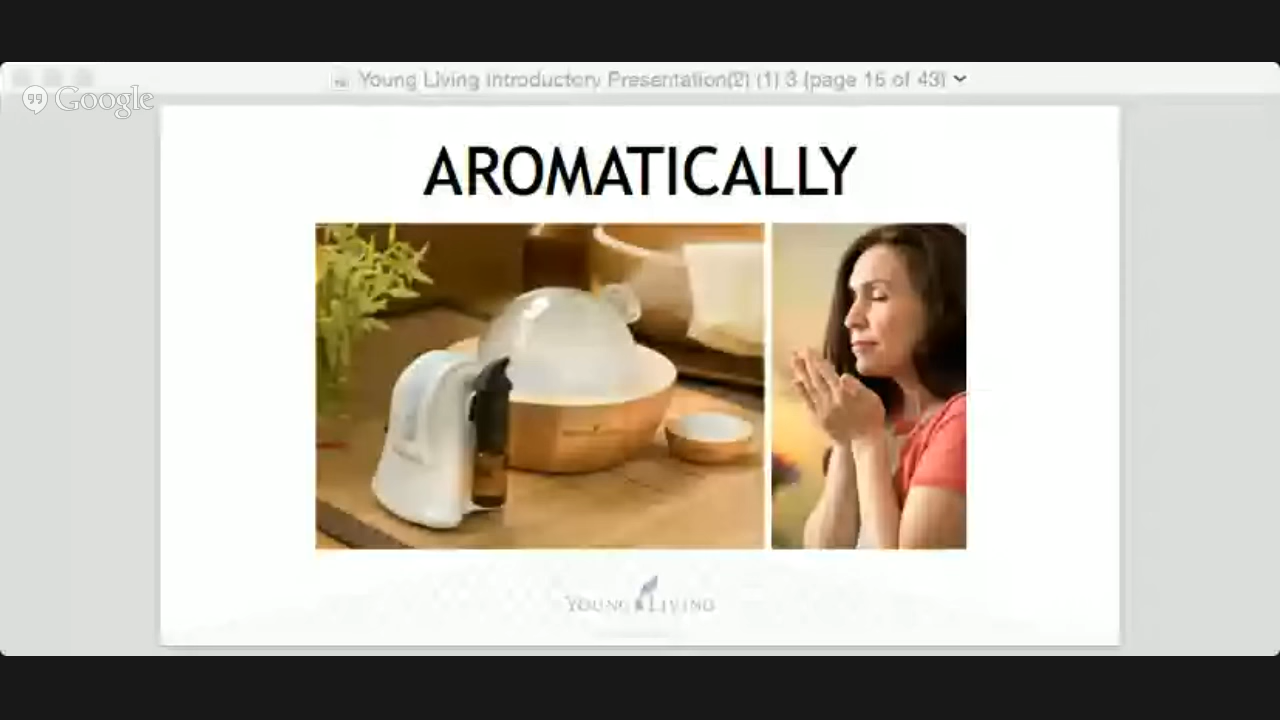 Young Living Introductory Presentation(2) (1) 3 (page 16 of 43)
Google
AROMATICALLY
YOUNG LIVING